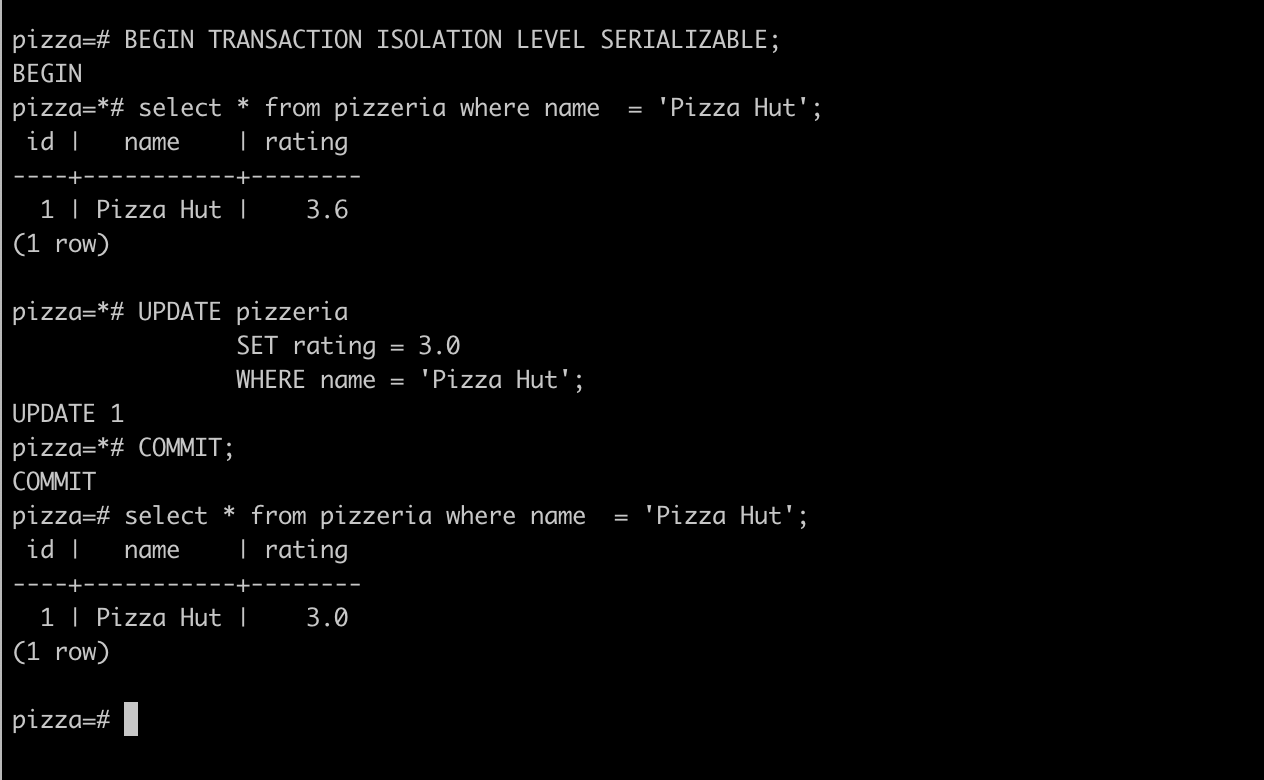 pizza=# BEGIN TRANSACTION ISOLATION LEVEL SERIALIZABLE;
BEGIN
pizza=*# select * from pizzeria where name  = 'Pizza Hut';
 id |   name    | rating
----+-----------+--------
  1 | Pizza Hut |    3.6
(1 row)

pizza=*# UPDATE pizzeria
                SET rating = 3.0
                WHERE name = 'Pizza Hut';
UPDATE 1
pizza=*# COMMIT;
COMMIT
pizza=# select * from pizzeria where name  = 'Pizza Hut';
 id |   name    | rating
----+-----------+--------
  1 | Pizza Hut |    3.0
(1 row)

pizza=#